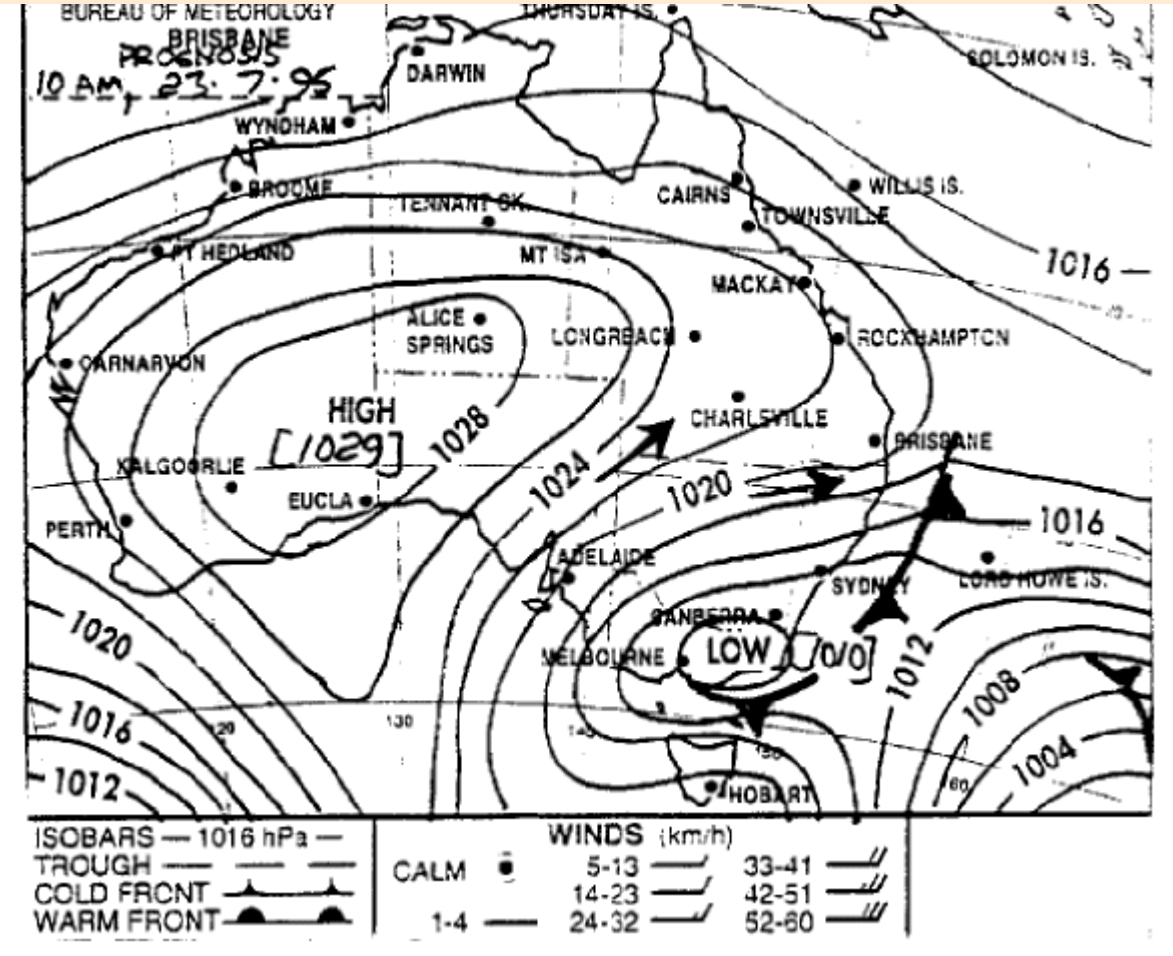 BUREAU OF METEOROLOGY
BRISBANE
PROGNOSIS
10 AM, 23.7.95
THURSDAY IS.
DARWIN
SOLOMON IS.
WYNDHAM
BROOME
TENNANT CK.
CAIRNS
WILLIS IS.
TOWNSVILLE
PT HEDLAND
MT ISA
1016
MACKAY
ALICE
SPRINGS
LONGREACH
ROCKHAMPTON
CARNARVON
HIGH
[1029]
1028
CHARLSVILLE
BRISBANE
KALGOORLIE
EUCLA
1024
1020
1016
PERTH
ADELAIDE
SYDNEY
LORD HOWE IS.
CANBERRA
1020
MELBOURNE
LOW [1010]
1012
1008
1016
120
130
140
150
1004
1012
160
HOBART
ISOBARS — 1016 hPa —
TROUGH
COLD FRONT
WARM FRONT
WINDS (km/h)
CALM
1-4
5-13
14-23
24-32
33-41
42-51
52-60